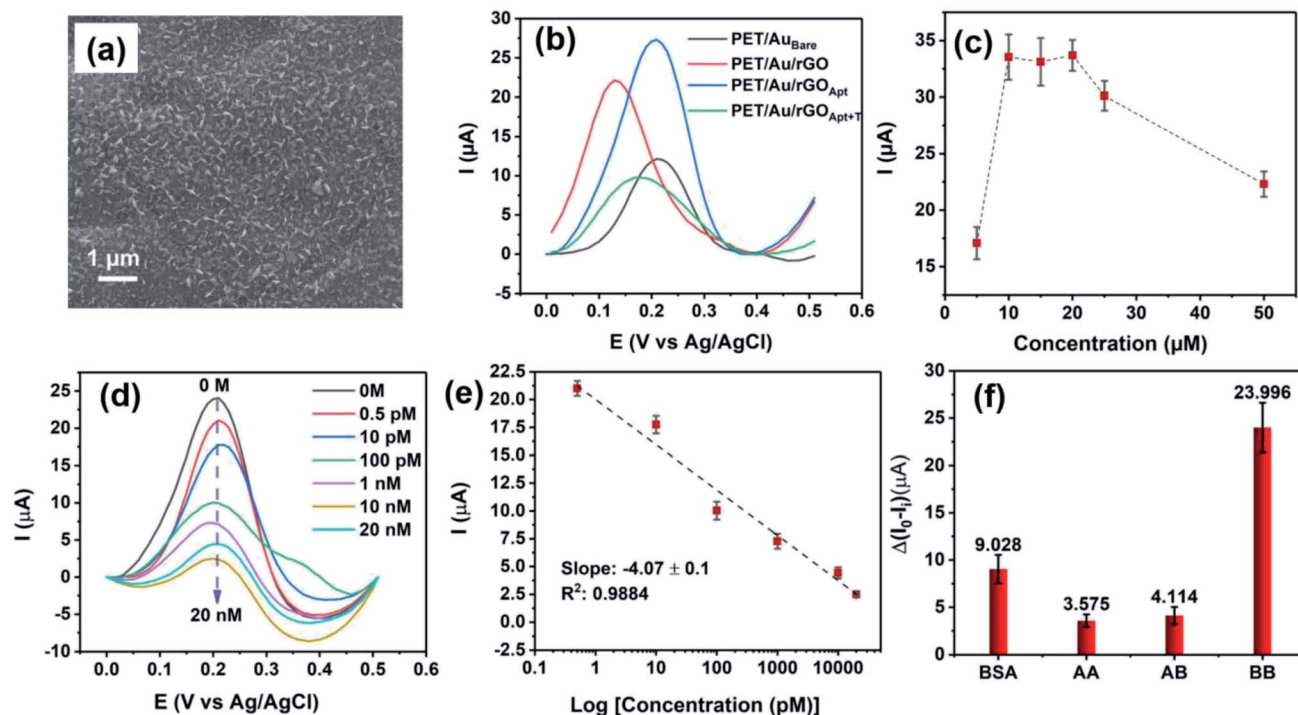 (a)
1 µm
(b)
PET/Au_Bare
PET/Au/rGO
PET/Au/rGO_Apt
PET/Au/rGO_Apt+T
30
25
20
15
10
5
0
-5
I (µA)
0.0 0.1 0.2 0.3 0.4 0.5 0.6
E (V vs Ag/AgCl)
(c)
40
35
30
25
20
15
I (µA)
0 10 20 30 40 50
Concentration (µM)
(d)
0 M
20 nM
0M
0.5 pM
10 pM
100 pM
1 nM
10 nM
20 nM
25
20
15
10
5
0
-5
-10
I (µA)
0.0 0.1 0.2 0.3 0.4 0.5 0.6
E (V vs Ag/AgCl)
(e)
22.5
20.0
17.5
15.0
12.5
10.0
7.5
5.0
2.5
0.0
2.5
I (µA)
Slope: -4.07 ± 0.1
R²: 0.9884
0.1 1 10 100 1000 10000
Log [Concentration (pM)]
(f)
30
25
20
15
10
5
0
Δ(I₀-Iᵢ)(µA)
9.028
3.575
4.114
23.996
BSA AA AB BB